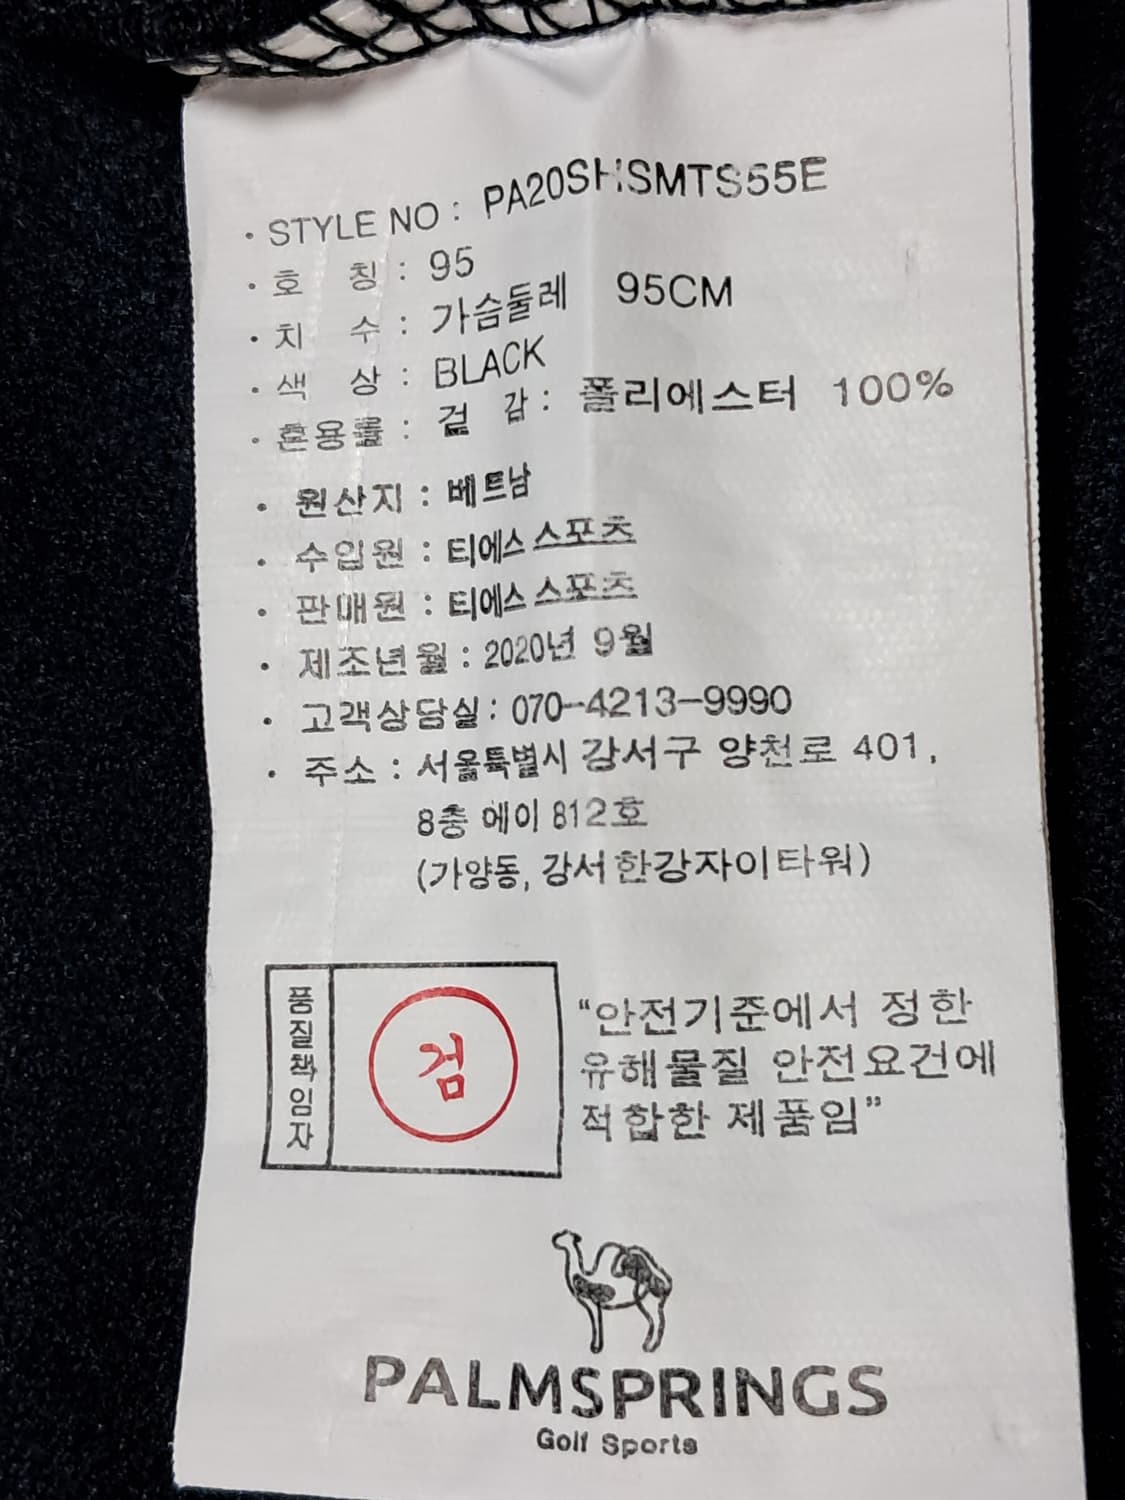 · STYLE NO : PA20SHSMTS55E
· 호 칭 : 95
· 치 수 : 가슴둘레 95CM
· 색 상 : BLACK
· 혼용률 : 겉 감 : 폴리에스터 100%
· 원산지 : 베트남
· 수입원 : 티에스스포츠
· 판매원 : 티에스스포츠
· 제조년월 : 2020년 9월
· 고객상담실 : 070-4213-9990
· 주소 : 서울특별시 강서구 양천로 401,
8층 에이 812호
(가양동, 강서한강자이타워)
품질책임자
검
“안전기준에서 정한
유해물질 안전요건에
적합한 제품임”
PALMSPRINGS
Golf Sports